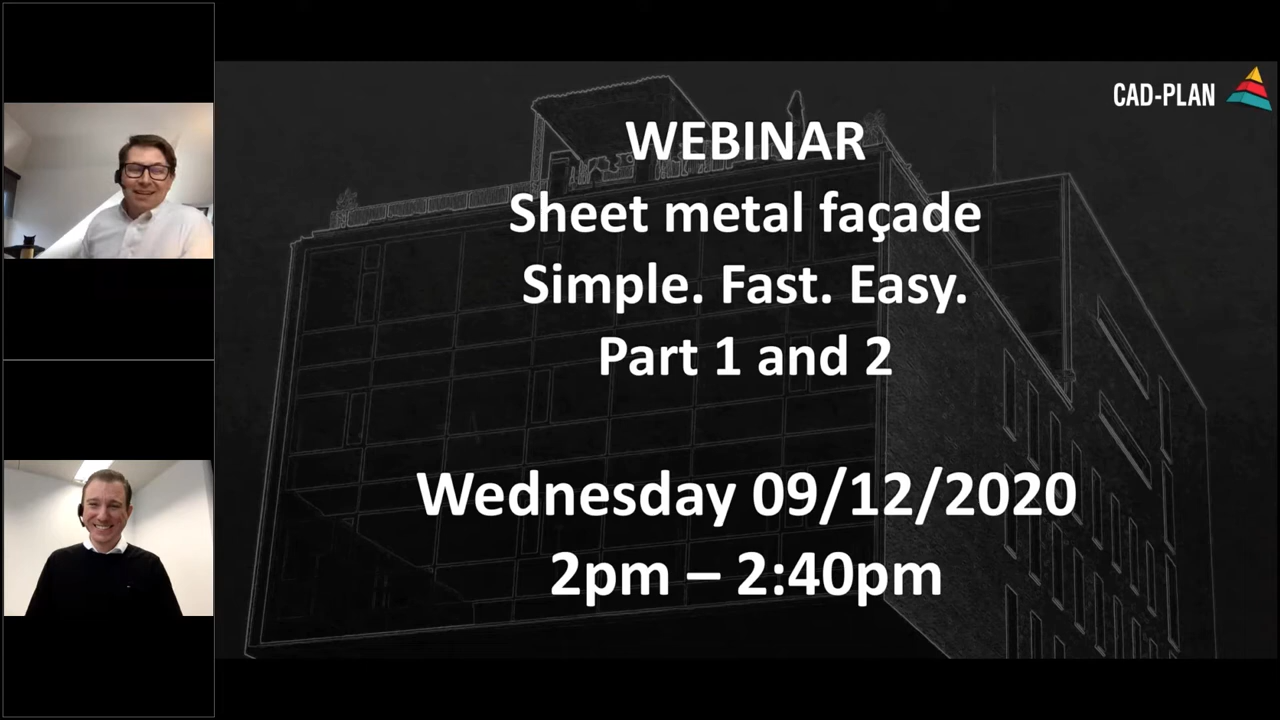 CAD-PLAN
WEBINAR
Sheet metal façade
Simple. Fast. Easy.
Part 1 and 2
Wednesday 09/12/2020
2pm – 2:40pm